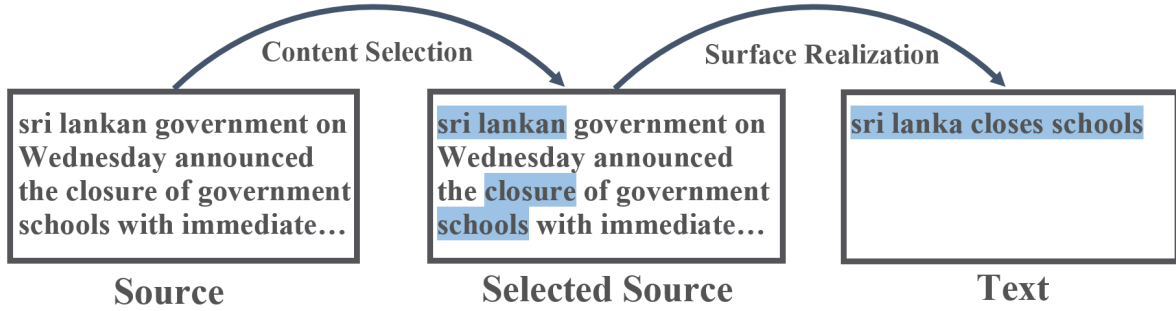 Content Selection
Surface Realization
sri lankan government on
Wednesday announced
the closure of government
schools with immediate…
sri lankan government on
Wednesday announced
the closure of government
schools with immediate…
sri lanka closes schools
Source
Selected Source
Text